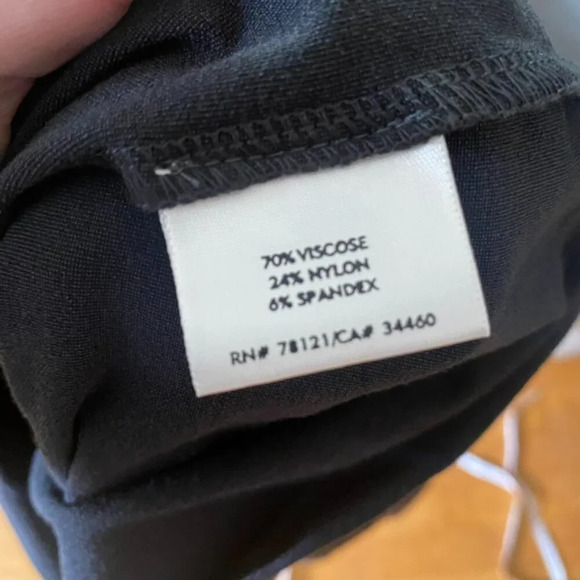 70% VISCOSE
24% NYLON
6% SPANDEX
RN# 78121/CA# 34460